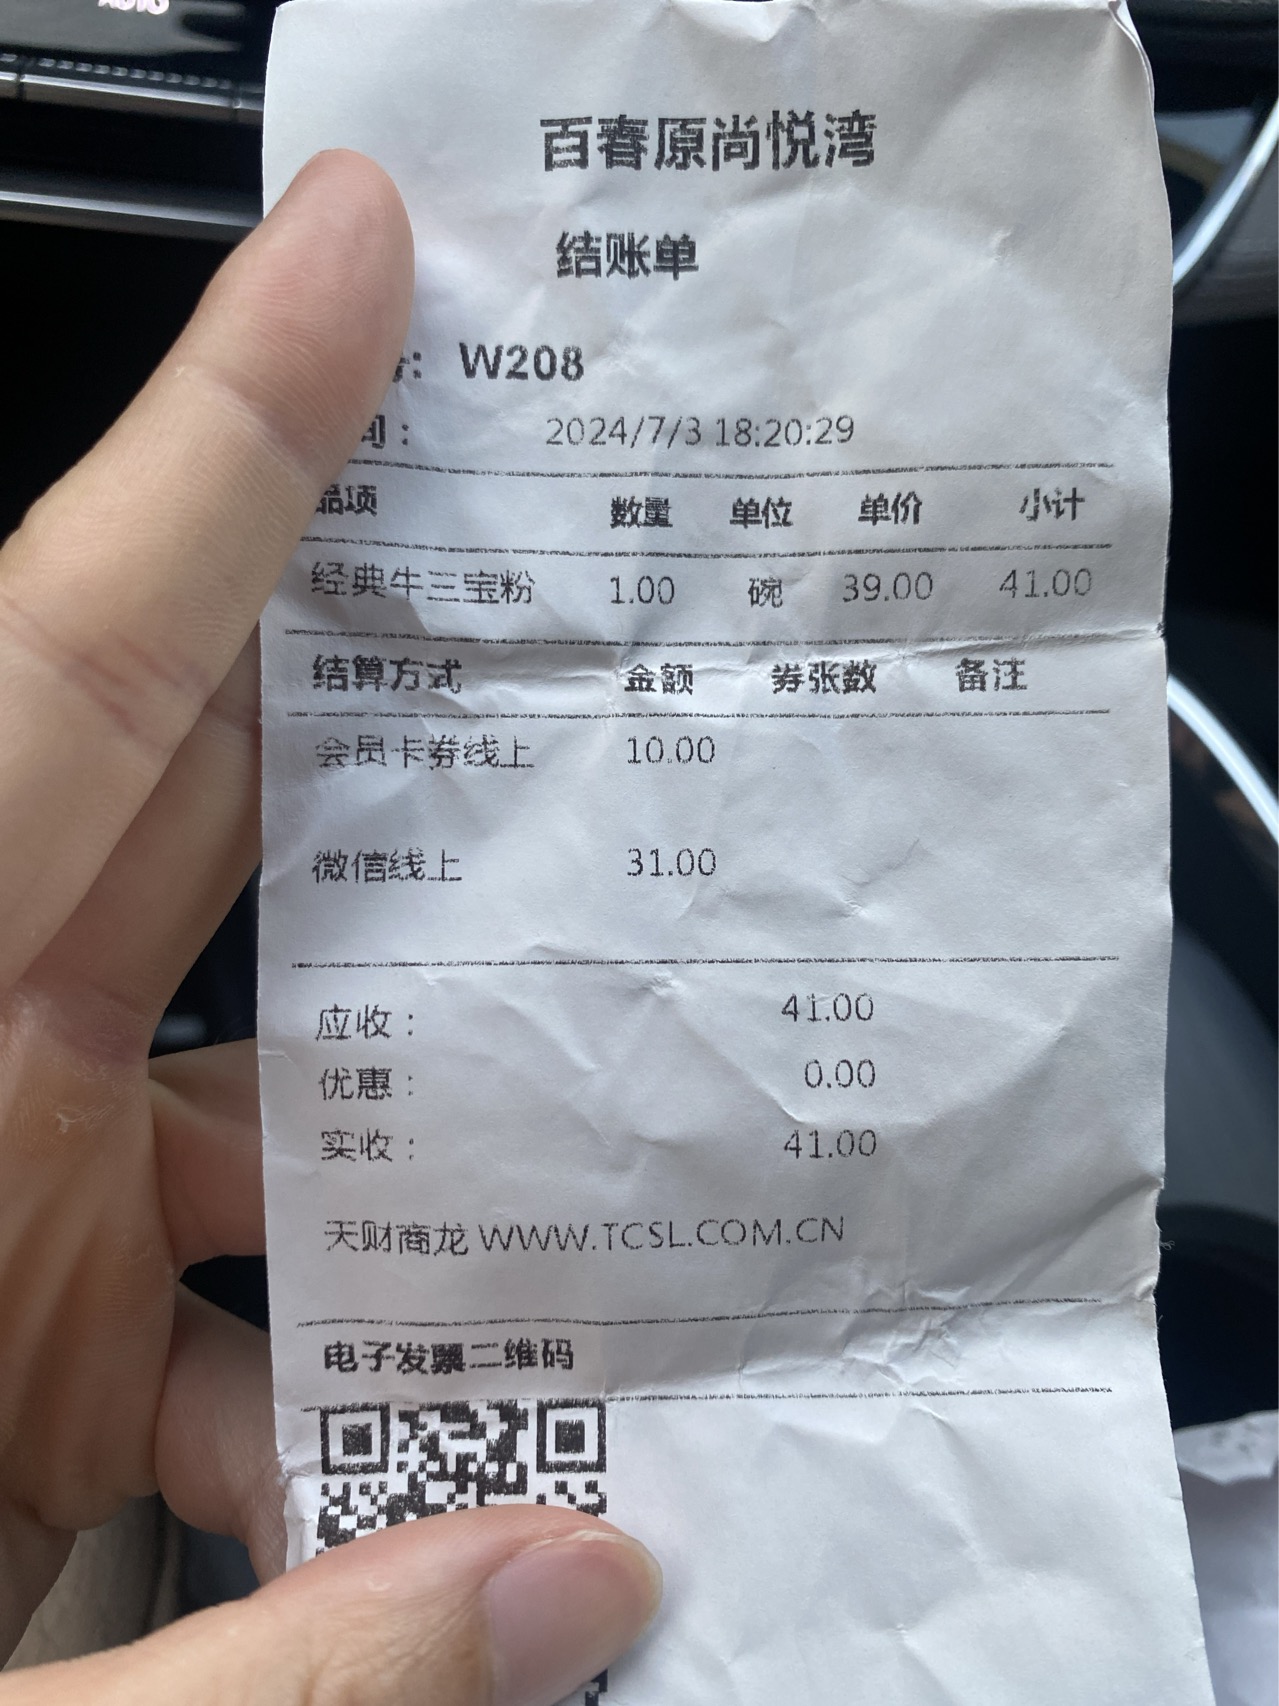 百春原尚悦湾
结账单
号： W208
间： 2024/7/3 18:20:29
品项 数量 单位 单价 小计
经典牛三宝粉 1.00 碗 39.00 41.00
结算方式 金额 券张数 备注
会员卡券线上 10.00
微信线上 31.00
应收： 41.00
优惠： 0.00
实收： 41.00
天财商龙 WWW.TCSL.COM.CN
电子发票二维码